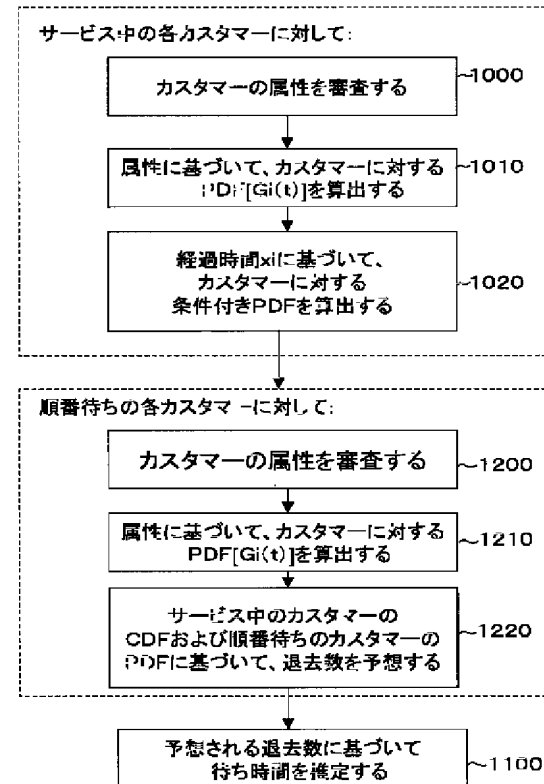 サービス中の各カスタマーに対して:
カスタマーの属性を審査する
~1000
属性に基づいて、カスタマーに対する
PDF[Gi(t)]を算出する
~1010
経過時間xiに基づいて、
カスタマーに対する
条件付きPDFを算出する
~1020
順番待ちの各カスタマーに対して:
カスタマーの属性を審査する
~1200
属性に基づいて、カスタマーに対する
PDF[Gi(t)]を算出する
~1210
サービス中のカスタマーの
CDFおよび順番待ちのカスタマーの
PDFに基づいて、退去数を予想する
~1220
予想される退去数に基づいて
待ち時間を推定する
~1100